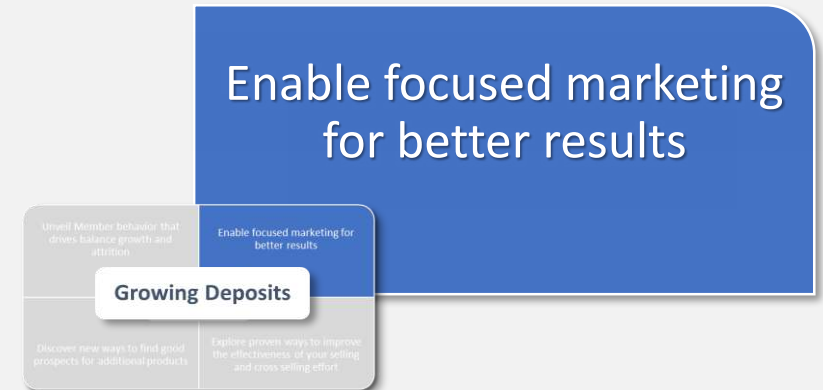 Enable focused marketing
for better results
Unveil Member behavior that
drives balance growth and
attrition
Enable focused marketing for
better results
Growing Deposits
Discover new ways to find good
prospects for additional products
Explore proven ways to improve
the effectiveness of your selling
and cross selling effort